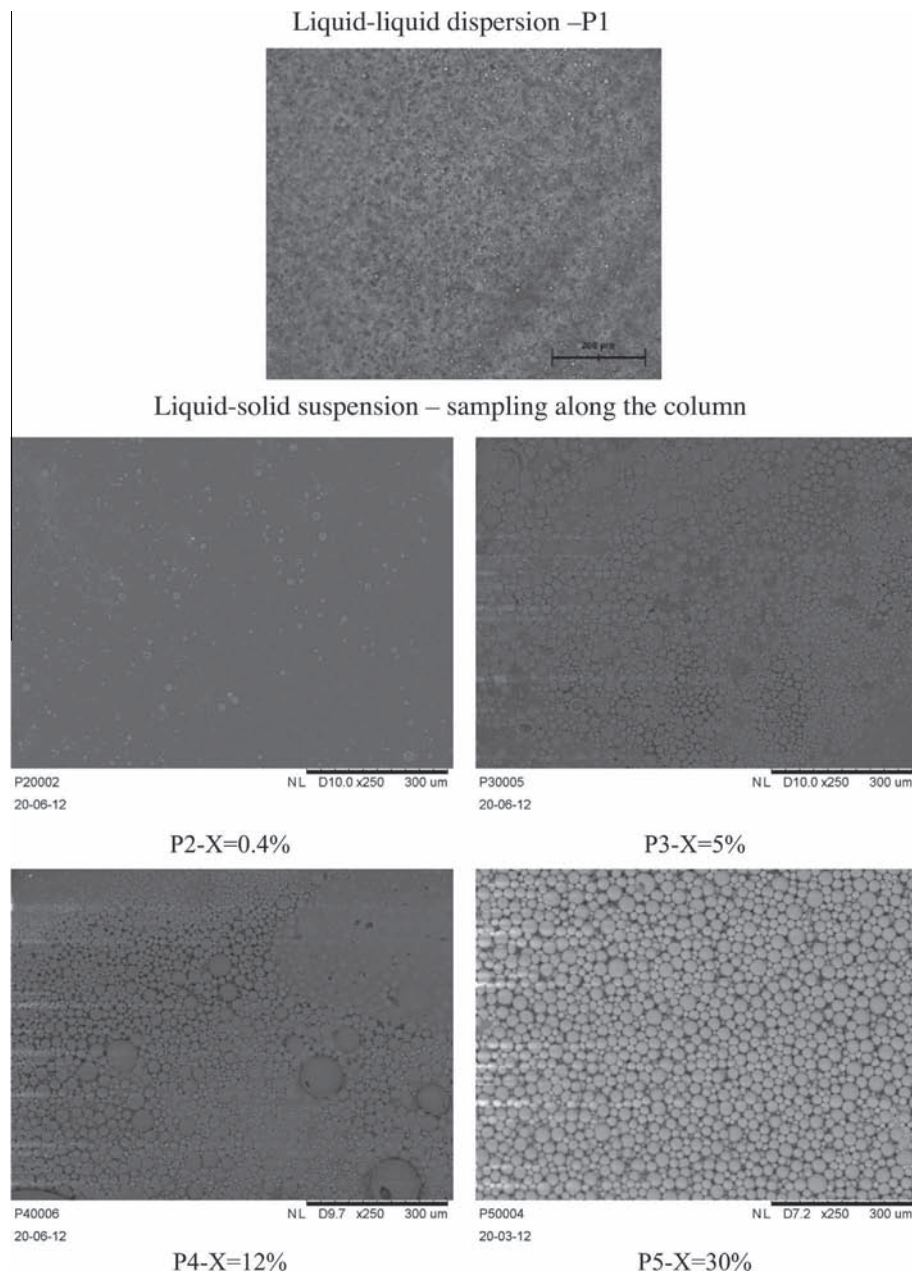 Liquid-liquid dispersion –P1
200 µm
Liquid-solid suspension – sampling along the column
P20002 NL D10.0 x250 300 um
20-06-12
P30005 NL D10.0 x250 300 um
20-06-12
P2-X=0.4%
P3-X=5%
P40006 NL D9.7 x250 300 um
20-06-12
P50004 NL D7.2 x250 300 um
20-03-12
P4-X=12%
P5-X=30%